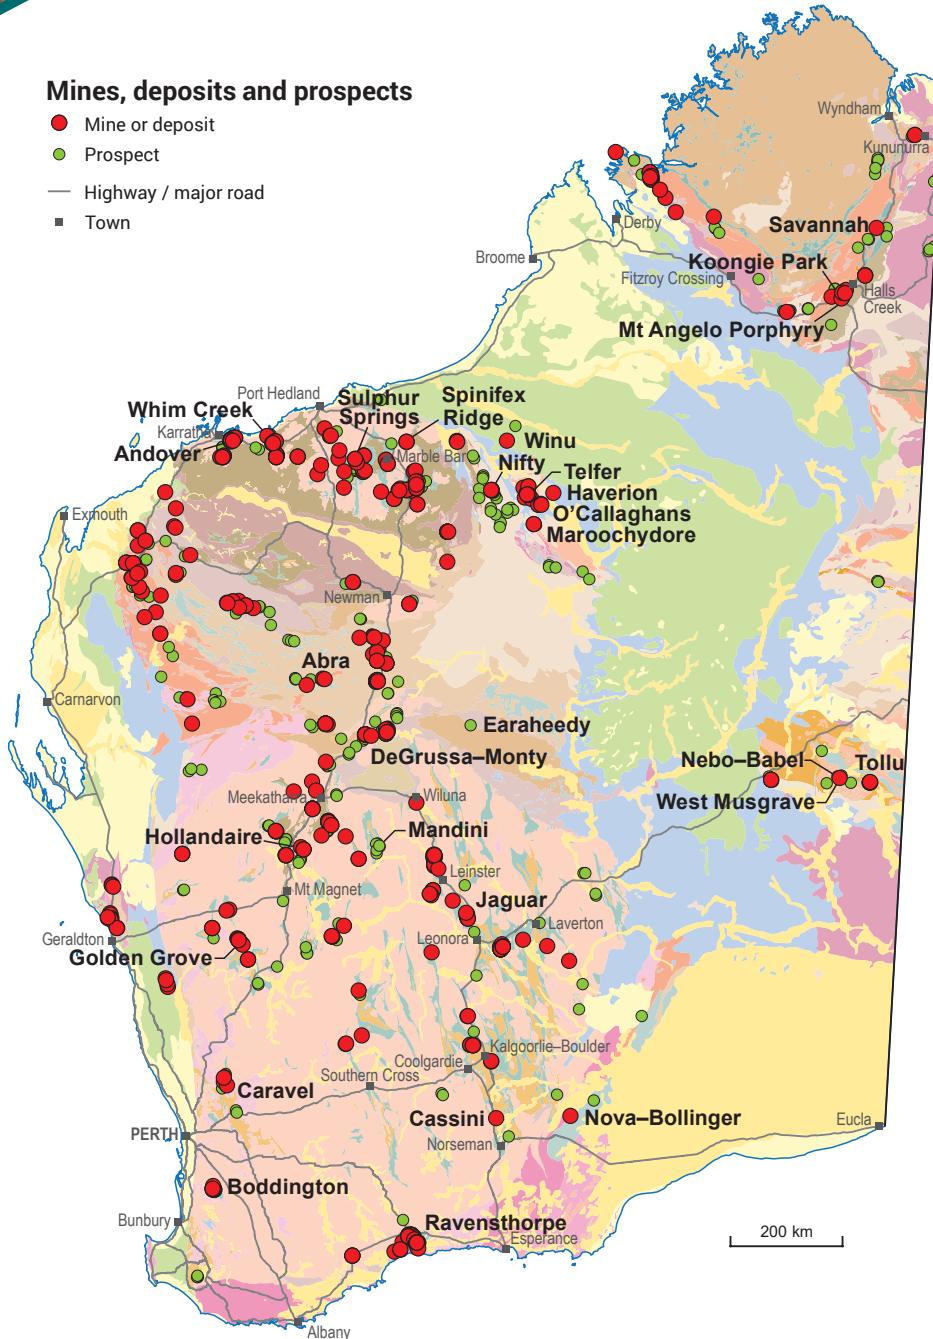 Mines, deposits and prospects
Mine or deposit
Prospect
Highway / major road
Town
Wyndham
Kununurra
Derby
Savannah
Broome
Koongie Park
Fitzroy Crossing
Halls
Creek
Mt Angelo Porphyry
Port Hedland
Sulphur
Springs
Spinifex
Ridge
Whim Creek
Karratha
Andover
Marble Bar
Winu
Nifty
Telfer
Haverion
O'Callaghans
Maroochydore
Exmouth
Newman
Abra
Carnarvon
Earaheedy
DeGrussa–Monty
Nebo–Babel
Tollu
West Musgrave
Meekatharra
Wiluna
Hollandaire
Mandini
Leinster
Mt Magnet
Jaguar
Laverton
Geraldton
Leonora
Golden Grove
Kalgoorlie–Boulder
Coolgardie
Southern Cross
Caravel
Cassini
Nova–Bollinger
Eucla
PERTH
Norseman
Boddington
Bunbury
Ravensthorpe
Esperance
200 km
Albany